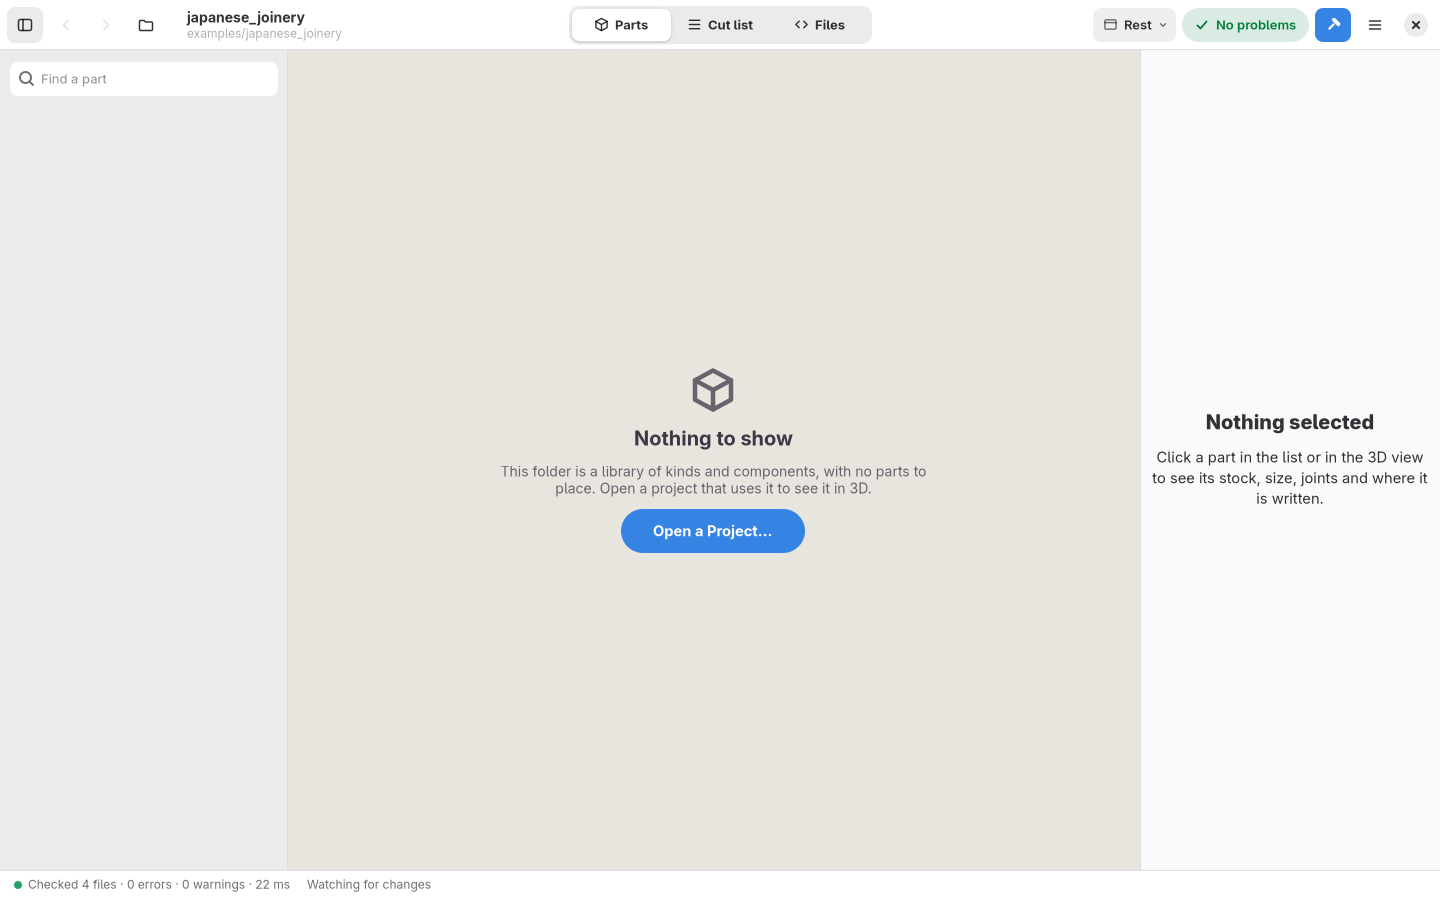 japanese_joinery
examples/japanese_joinery
Parts
Cut list
Files
Rest
No problems
Find a part
Nothing to show
This folder is a library of kinds and components, with no parts to
place. Open a project that uses it to see it in 3D.
Open a Project…
Nothing selected
Click a part in the list or in the 3D view
to see its stock, size, joints and where it
is written.
Checked 4 files · 0 errors · 0 warnings · 22 ms
Watching for changes